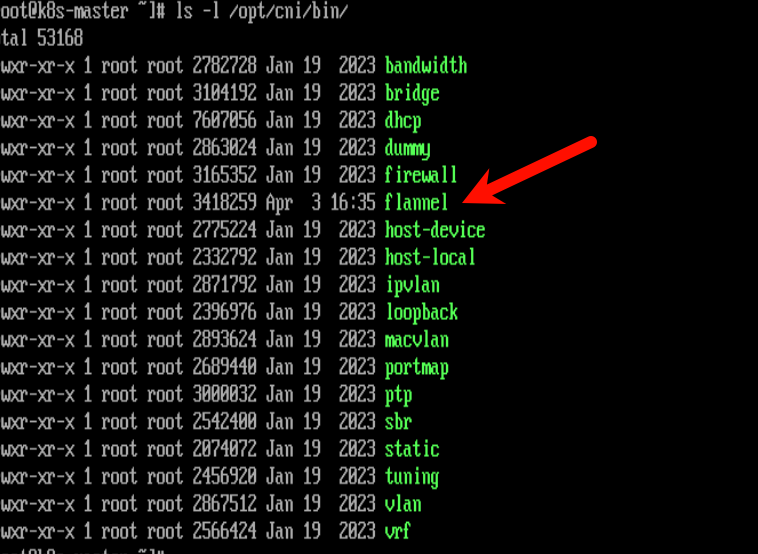 oot@k8s-master ~]# ls -l /opt/cni/bin/
tal 53168
wxr-xr-x 1 root root 2782728 Jan 19  2023 bandwidth
wxr-xr-x 1 root root 3104192 Jan 19  2023 bridge
wxr-xr-x 1 root root 7607056 Jan 19  2023 dhcp
wxr-xr-x 1 root root 2863024 Jan 19  2023 dummy
wxr-xr-x 1 root root 3165352 Jan 19  2023 firewall
wxr-xr-x 1 root root 3418259 Apr  3 16:35 flannel
wxr-xr-x 1 root root 2775224 Jan 19  2023 host-device
wxr-xr-x 1 root root 2332792 Jan 19  2023 host-local
wxr-xr-x 1 root root 2871792 Jan 19  2023 ipvlan
wxr-xr-x 1 root root 2396976 Jan 19  2023 loopback
wxr-xr-x 1 root root 2893624 Jan 19  2023 macvlan
wxr-xr-x 1 root root 2689440 Jan 19  2023 portmap
wxr-xr-x 1 root root 3000032 Jan 19  2023 ptp
wxr-xr-x 1 root root 2542400 Jan 19  2023 sbr
wxr-xr-x 1 root root 2074072 Jan 19  2023 static
wxr-xr-x 1 root root 2456920 Jan 19  2023 tuning
wxr-xr-x 1 root root 2867512 Jan 19  2023 vlan
wxr-xr-x 1 root root 2566424 Jan 19  2023 vrf
oot@k8s-master ~]#